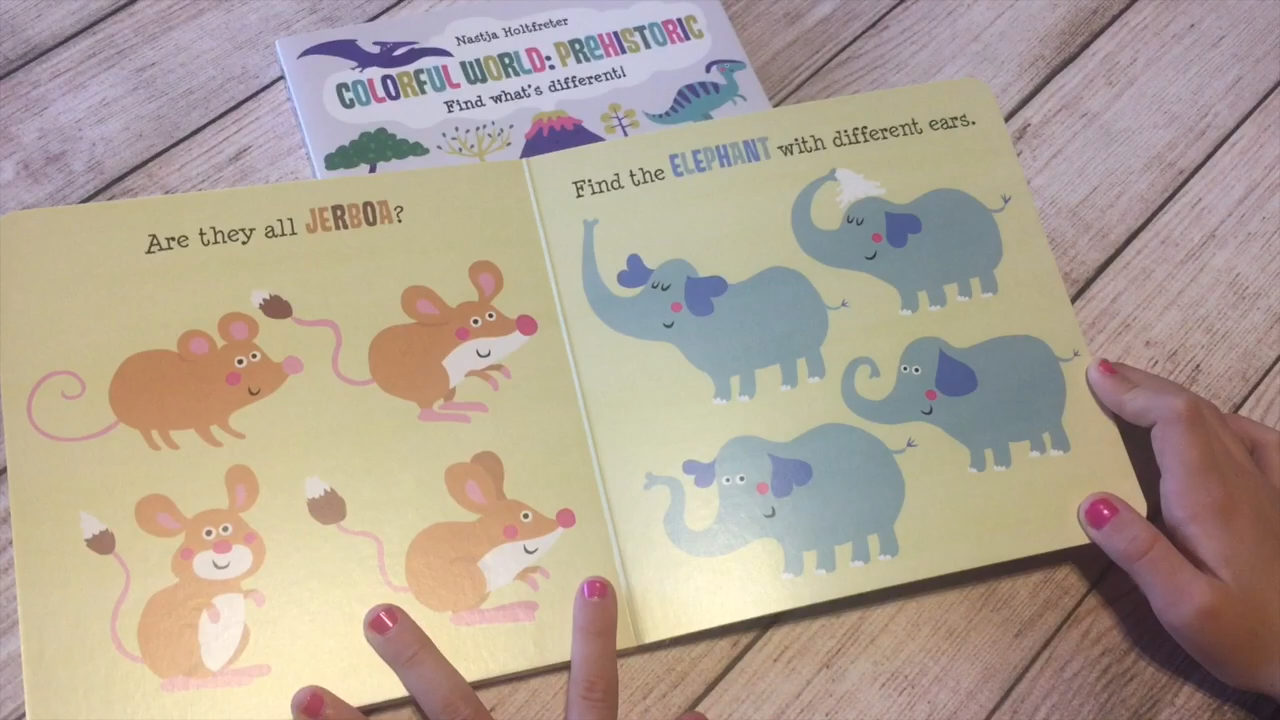 Nastja Holtfreter
COLORFUL WORLD: PREHISTORIC
Find what's different!
Are they all JERBOA?
Find the ELEPHANT with different ears.